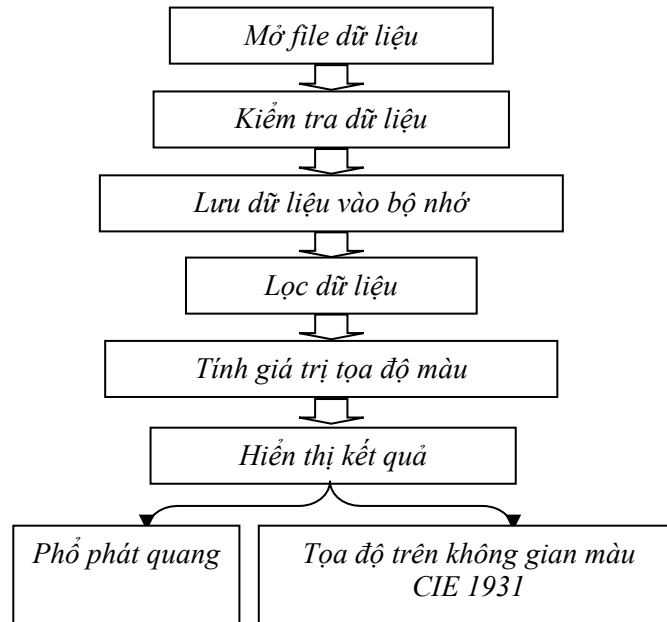 Mở file dữ liệu
Kiểm tra dữ liệu
Lưu dữ liệu vào bộ nhớ
Lọc dữ liệu
Tính giá trị tọa độ màu
Hiển thị kết quả
Phổ phát quang
Tọa độ trên không gian màu
CIE 1931